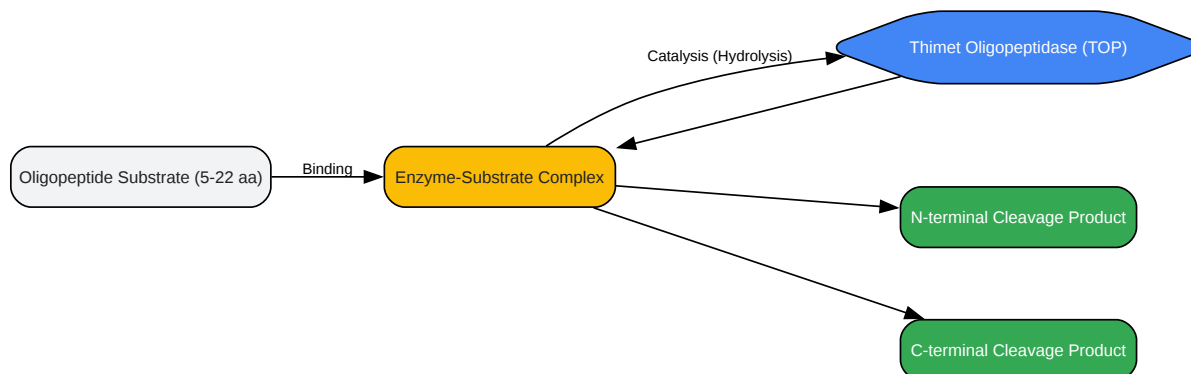 Thimet Oligopeptidase (TOP)
Catalysis (Hydrolysis)
Oligopeptide Substrate (5-22 aa)
Binding
Enzyme-Substrate Complex
N-terminal Cleavage Product
C-terminal Cleavage Product